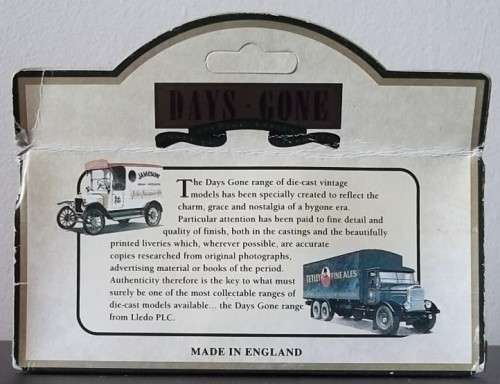 DAYS · GONE
The Days Gone range of die-cast vintage
models has been specially created to reflect the
charm, grace and nostalgia of a bygone era.
Particular attention has been paid to fine detail and
quality of finish, both in the castings and the beautifully
printed liveries which, wherever possible, are accurate
copies researched from original photographs,
advertising material or books of the period.
Authenticity therefore is the key to what must
surely be one of the most collectable ranges of
die-cast models available... the Days Gone range
from Lledo PLC.
JAMESON
TETLEY FINE ALES
MADE IN ENGLAND